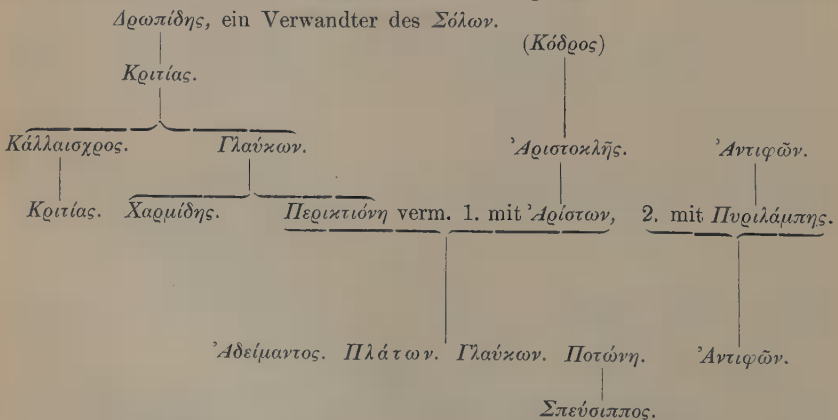 Δρωπίδης, ein Verwandter des Σόλων.
(Κόδρος)
Κριτίας.
Κάλλαισχρος. Γλαύκων. Ἀριστοκλῆς. Ἀντιφῶν.
Κριτίας. Χαρμίδης. Περικτιόνη verm. 1. mit Ἀρίστων, 2. mit Πυριλάμπης.
Ἀδείμαντος. Πλάτων. Γλαύκων. Ποτώνη. Ἀντιφῶν.
Σπεύσιππος.